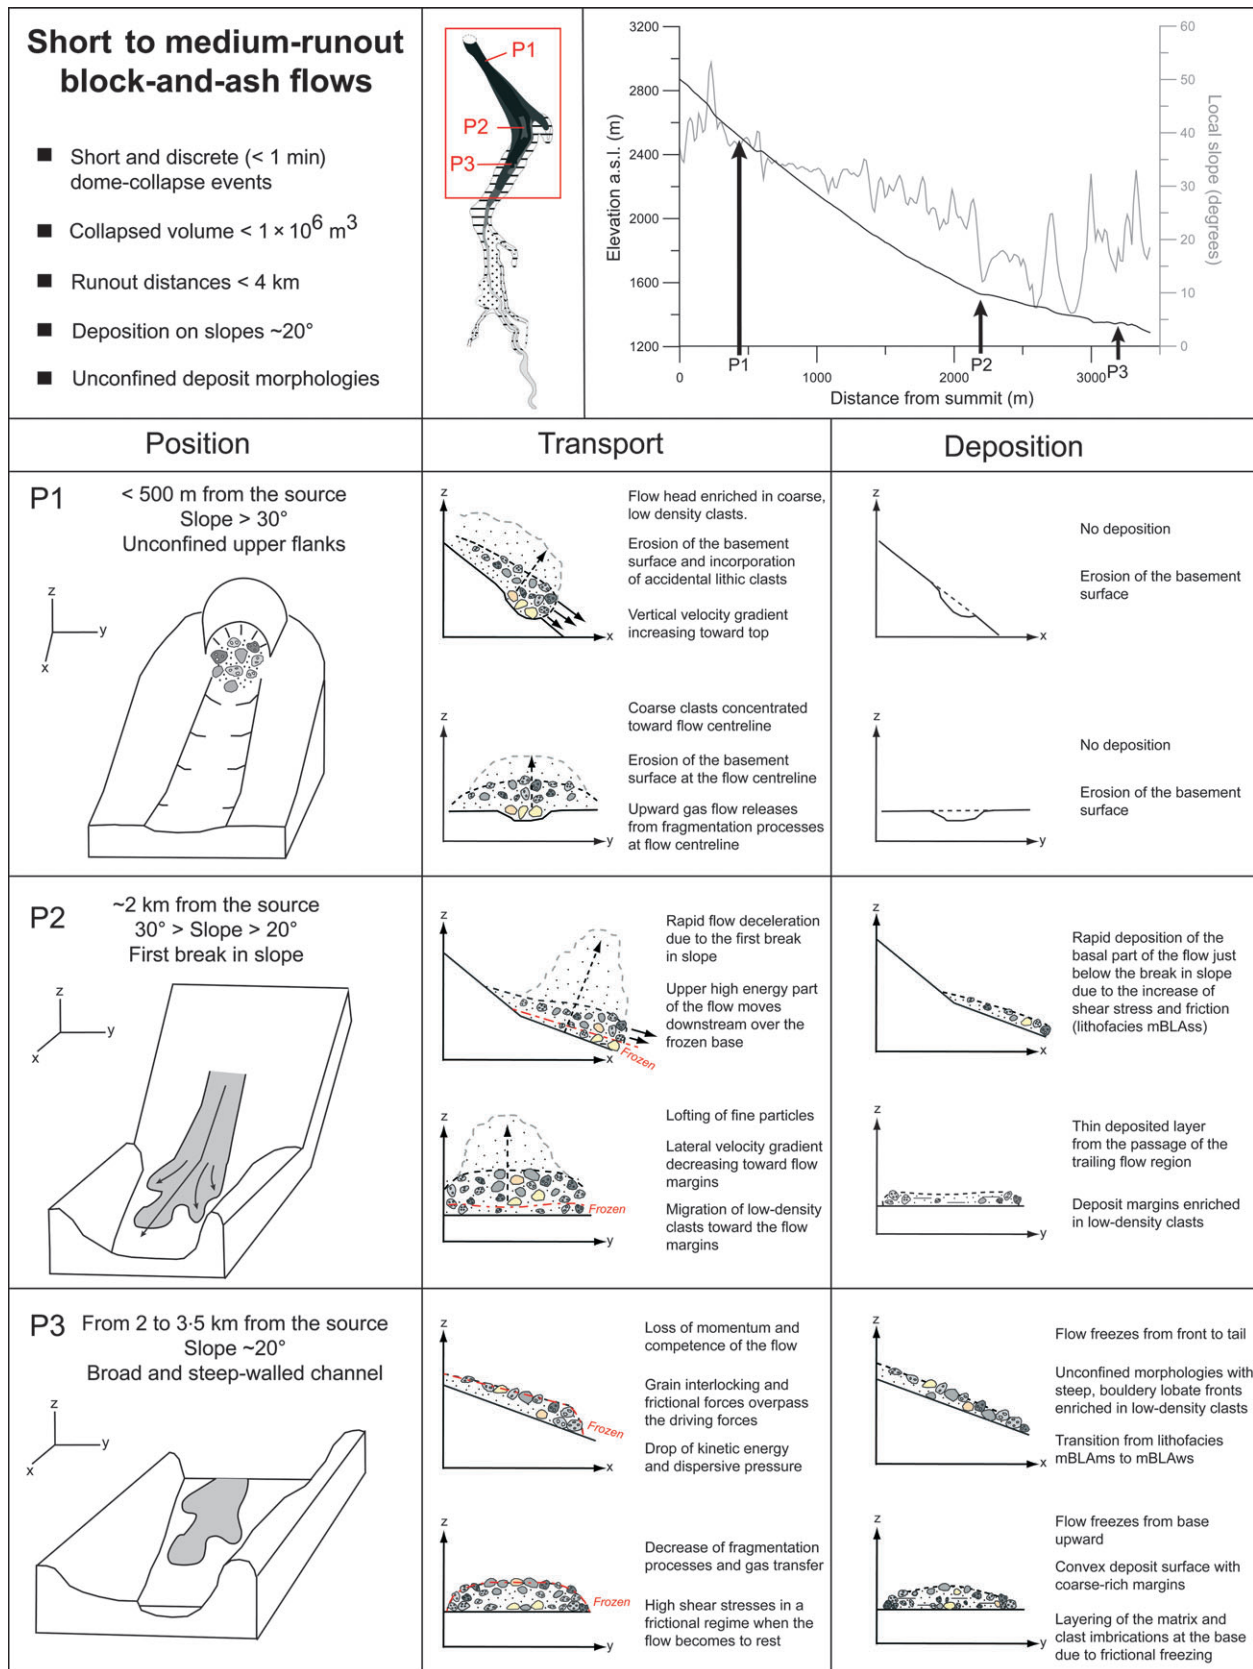 Short to medium-runout
block-and-ash flows
Short and discrete (< 1 min)
dome-collapse events
Collapsed volume < 1 × 10⁶ m³
Runout distances < 4 km
Deposition on slopes ~20°
Unconfined deposit morphologies
P1
P2
P3
Elevation a.s.l. (m)
3200
2800
2400
2000
1600
1200
Local slope (degrees)
60
50
40
30
20
10
0
P1
P2
P3
0
1000
2000
3000
Distance from summit (m)
Position
Transport
Deposition
P1
< 500 m from the source
Slope > 30°
Unconfined upper flanks
z
y
x
z
x
Flow head enriched in coarse,
low density clasts.
Erosion of the basement
surface and incorporation
of accidental lithic clasts
Vertical velocity gradient
increasing toward top
z
y
Coarse clasts concentrated
toward flow centreline
Erosion of the basement
surface at the flow centreline
Upward gas flow releases
from fragmentation processes
at flow centreline
z
x
No deposition
Erosion of the basement
surface
z
y
No deposition
Erosion of the basement
surface
P2
~2 km from the source
30° > Slope > 20°
First break in slope
z
y
x
z
x
Frozen
Rapid flow deceleration
due to the first break
in slope
Upper high energy part
of the flow moves
downstream over the
frozen base
z
y
Frozen
Lofting of fine particles
Lateral velocity gradient
decreasing toward flow
margins
Migration of low-density
clasts toward the flow
margins
z
x
Rapid deposition of the
basal part of the flow just
below the break in slope
due to the increase of
shear stress and friction
(lithofacies mBLAss)
z
y
Thin deposited layer
from the passage of the
trailing flow region
Deposit margins enriched
in low-density clasts
P3
From 2 to 3·5 km from the source
Slope ~20°
Broad and steep-walled channel
z
y
x
z
x
Frozen
Loss of momentum and
competence of the flow
Grain interlocking and
frictional forces overpass
the driving forces
Drop of kinetic energy
and dispersive pressure
z
y
Frozen
Decrease of fragmentation
processes and gas transfer
High shear stresses in a
frictional regime when the
flow becomes to rest
z
x
Flow freezes from front to tail
Unconfined morphologies with
steep, bouldery lobate fronts
enriched in low-density clasts
Transition from lithofacies
mBLAms to mBLAws
z
y
Flow freezes from base
upward
Convex deposit surface with
coarse-rich margins
Layering of the matrix and
clast imbrications at the base
due to frictional freezing